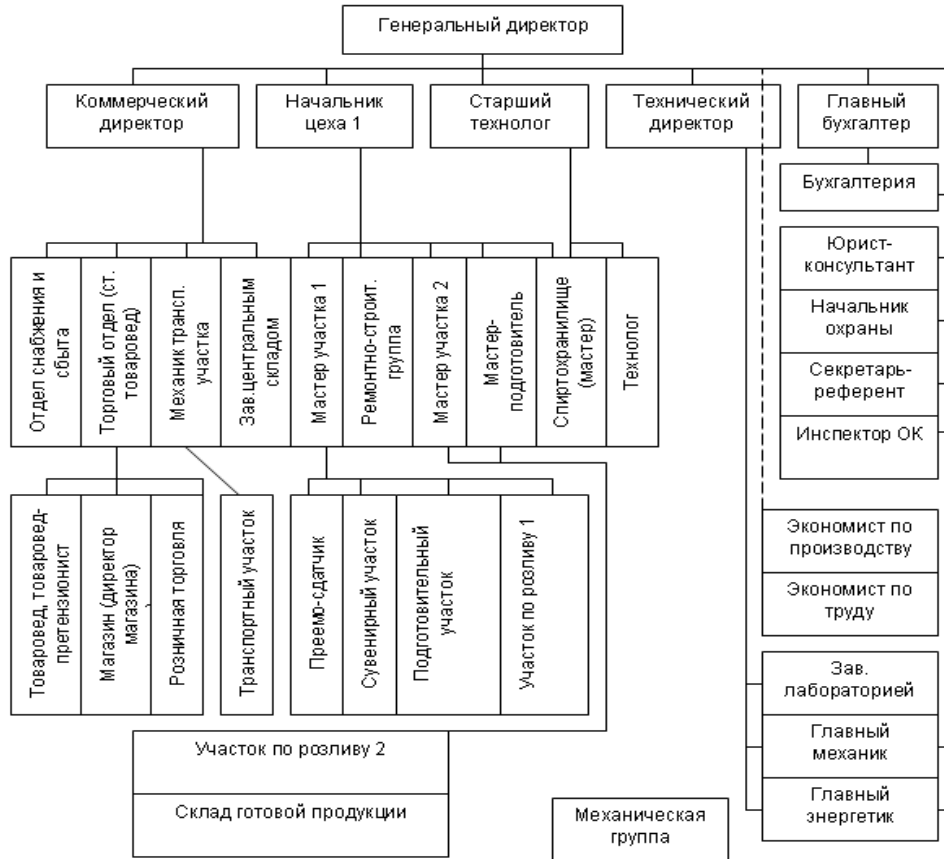 Генеральный директор
Коммерческий
директор
Начальник
цеха 1
Старший
технолог
Технический
директор
Главный
бухгалтер
Бухгалтерия
Юрист-
консультант
Начальник
охраны
Секретарь-
референт
Инспектор ОК
Отдел снабжения и
сбыта
Торговый отдел (ст.
товаровед)
Механик трансп.
участка
Зав.центральным
складом
Мастер участка 1
Ремонтно-строит.
группа
Мастер участка 2
Мастер-
подготовитель
Спиртохранилище
(мастер)
Технолог
Товаровед, товаровед-
претензионист
Магазин (директор
магазина)
Розничная торговля
Транспортный участок
Преемо-сдатчик
Сувенирный участок
Подготовительный
участок
Участок по розливу 1
Экономист по
производству
Экономист по
труду
Зав.
лабораторией
Главный
механик
Главный
энергетик
Участок по розливу 2
Склад готовой продукции
Механическая
группа